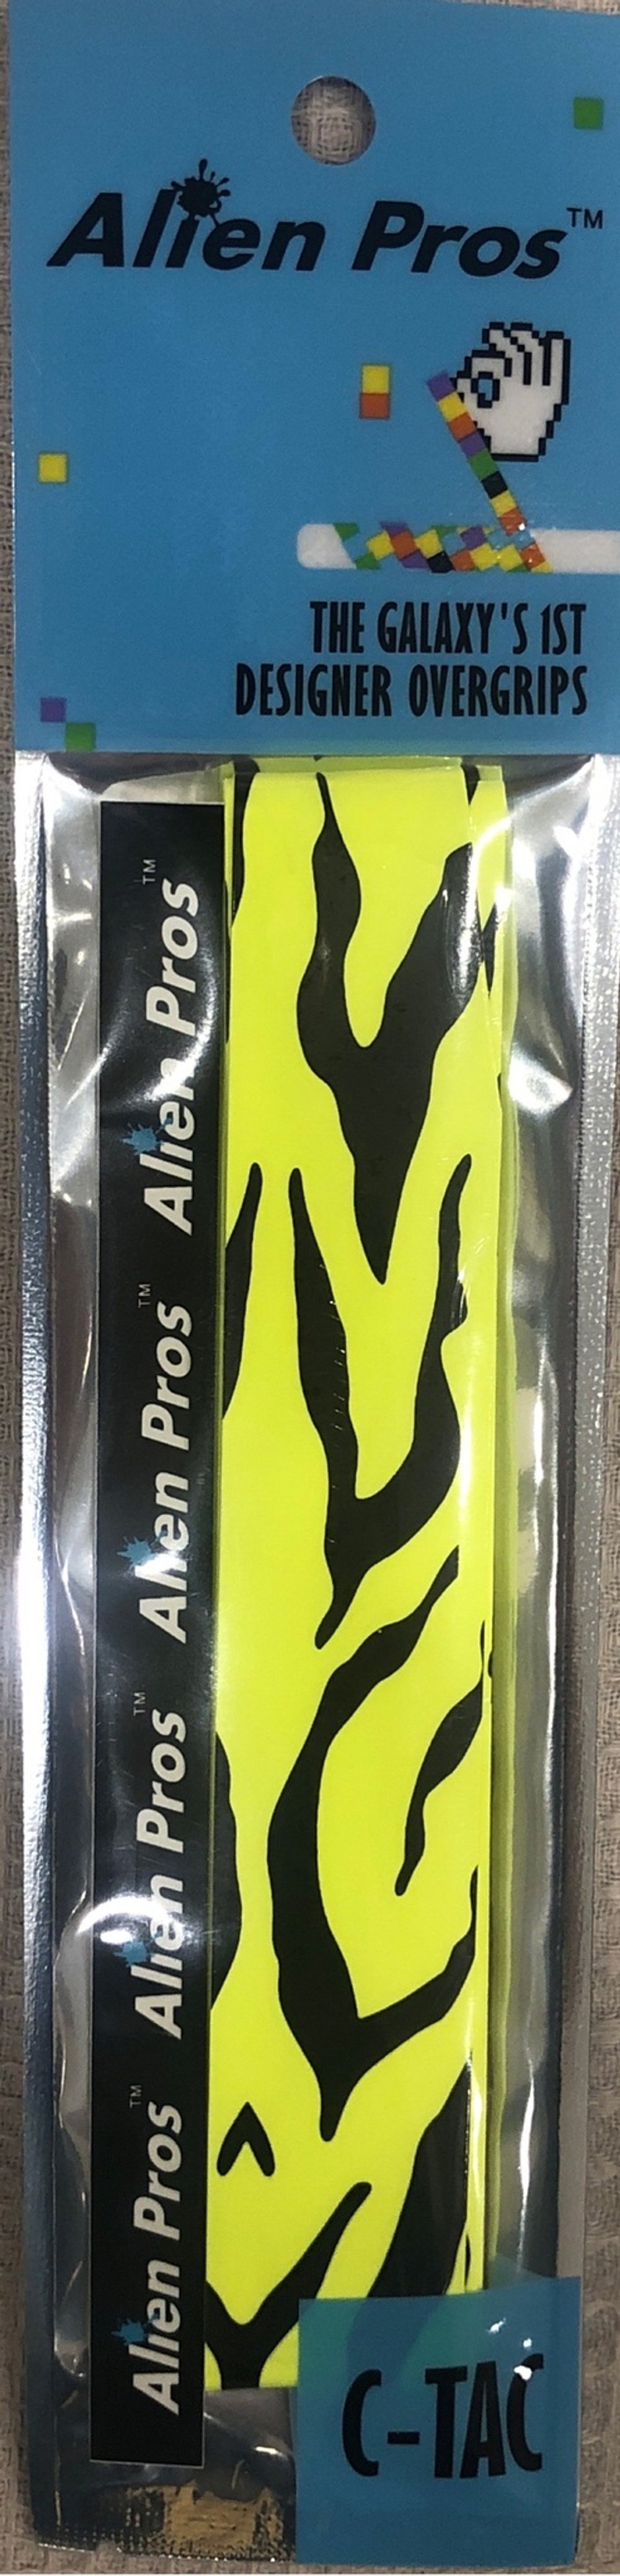 Alien Pros™
THE GALAXY'S 1ST
DESIGNER OVERGRIPS
Alien Pros™
Alien Pros™
Alien Pros™
Alien Pros™
C-TAC